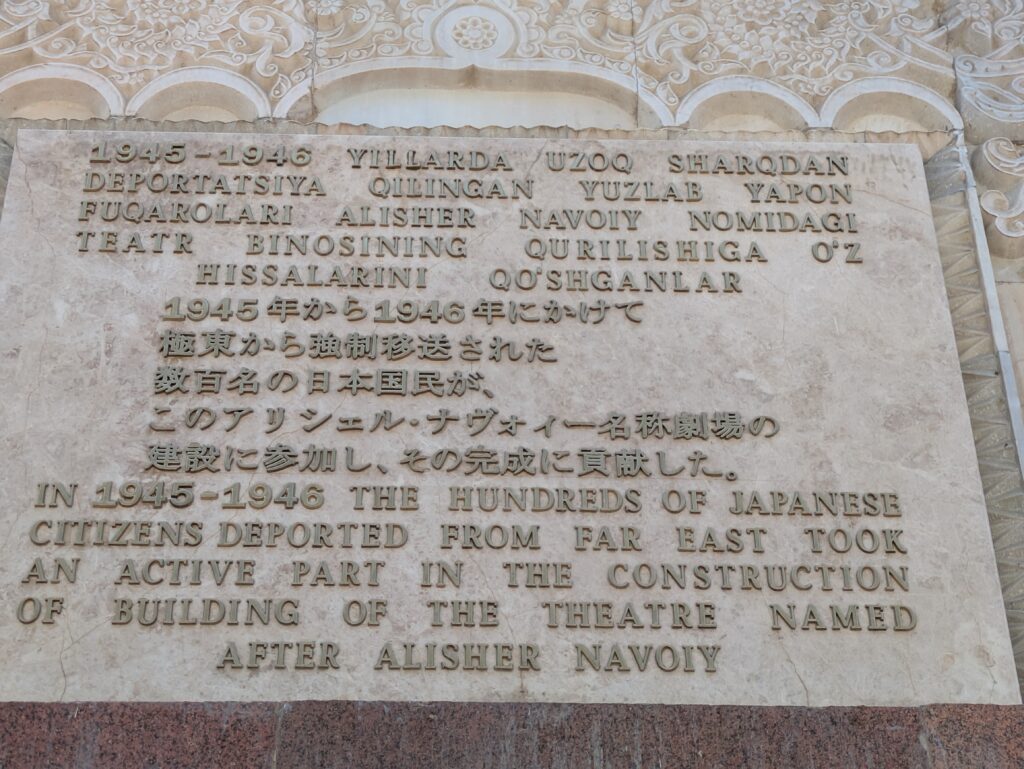 1945-1946 YILLARDA UZOQ SHARQDAN
DEPORTATSIYA QILINGAN YUZLAB YAPON
FUQAROLARI ALISHER NAVOIY NOMIDAGI
TEATR BINOSINING QURILISHIGA O'Z
HISSALARINI QO'SHGANLAR
1945年から1946年にかけて
極東から強制移送された
数百名の日本国民が、
このアリシェル・ナヴォイー名称劇場の
建設に参加し、その完成に貢献した。
IN 1945-1946 THE HUNDREDS OF JAPANESE
CITIZENS DEPORTED FROM FAR EAST TOOK
AN ACTIVE PART IN THE CONSTRUCTION
OF BUILDING OF THE THEATRE NAMED
AFTER ALISHER NAVOIY